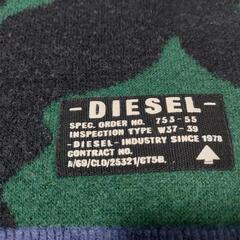 - DIESEL -
SPEC. ORDER NO. 753-55
INSPECTION TYPE W37-39
-DIESEL- INDUSTRY SINCE 1978
CONTRACT NO.
A/69/CLO/25321/GT5B.